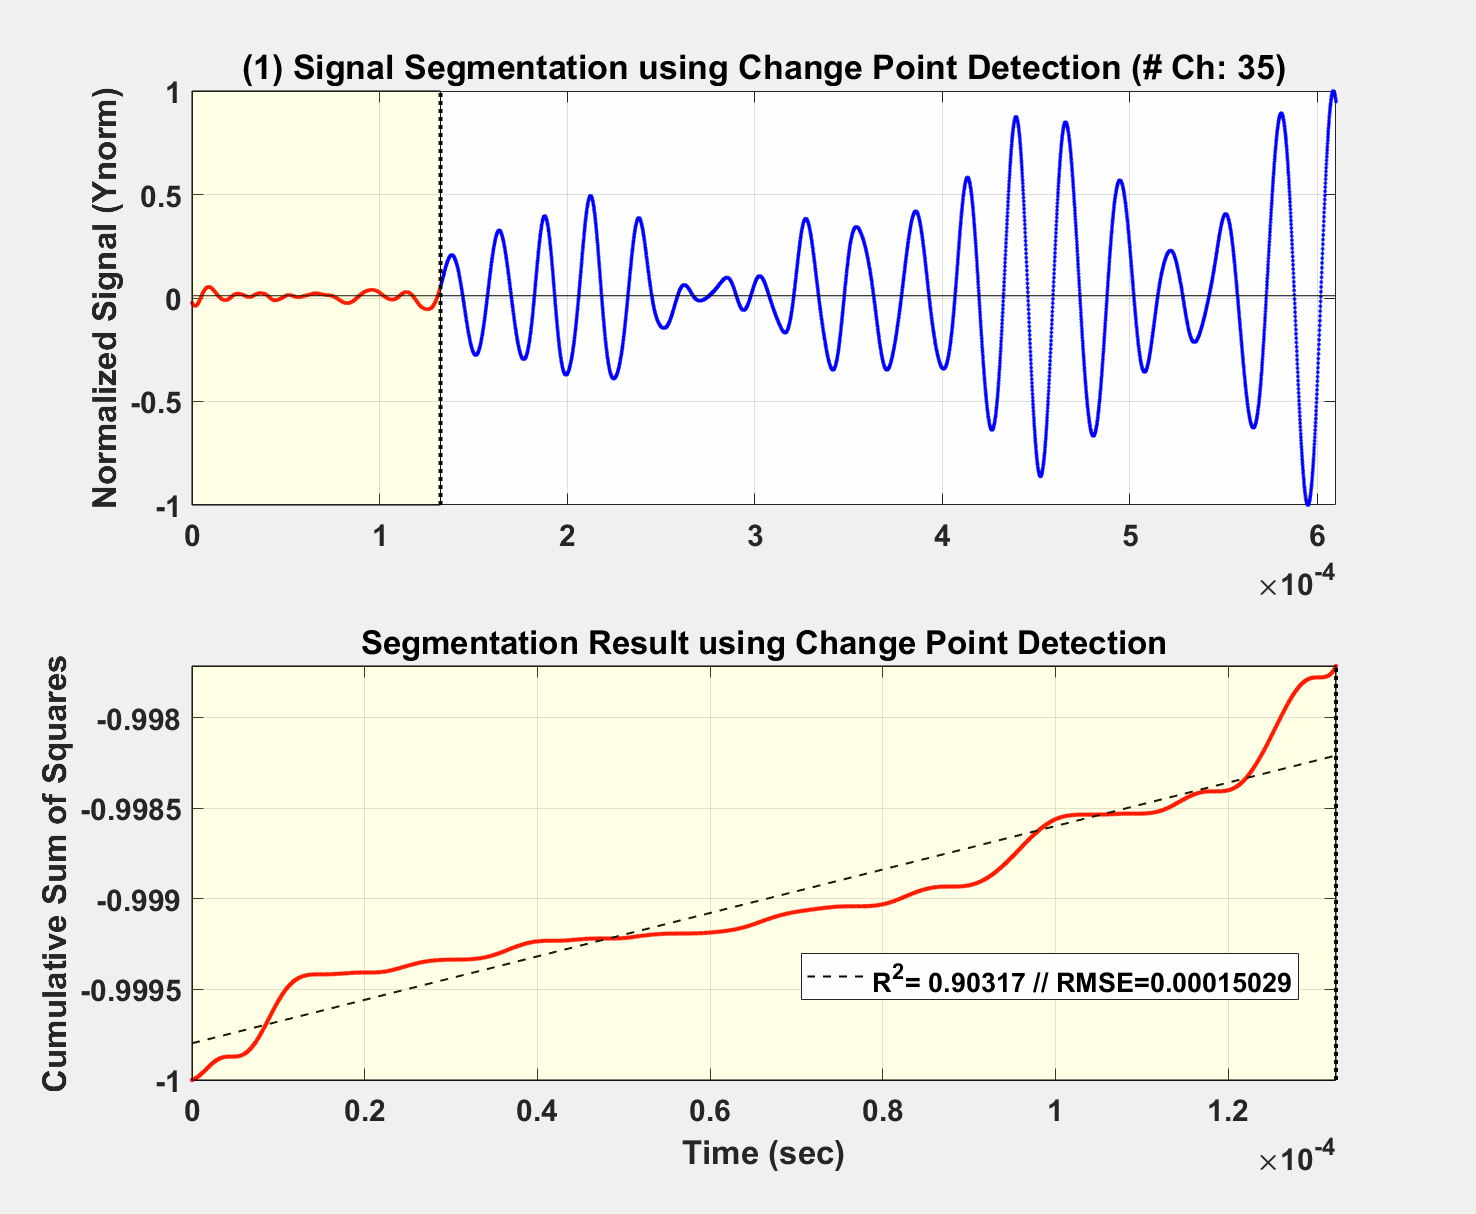 (1) Signal Segmentation using Change Point Detection (# Ch: 35)
Normalized Signal (Ynorm)
1
0.5
0
-0.5
-1
0 1 2 3 4 5 6
×10-4
Segmentation Result using Change Point Detection
Cumulative Sum of Squares
-0.998
-0.9985
-0.999
-0.9995
-1
R2= 0.90317 // RMSE=0.00015029
0 0.2 0.4 0.6 0.8 1 1.2
Time (sec)
×10-4